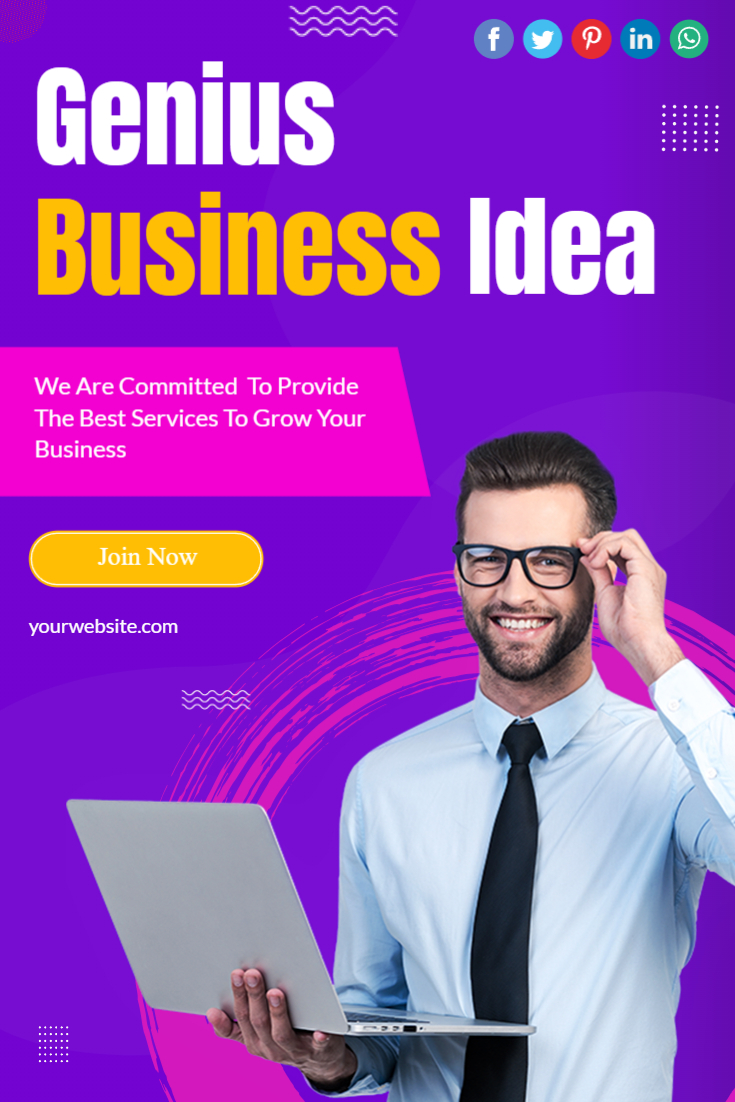 Genius
Business Idea
We Are Committed  To Provide
The Best Services To Grow Your
Business
Join Now
yourwebsite.com